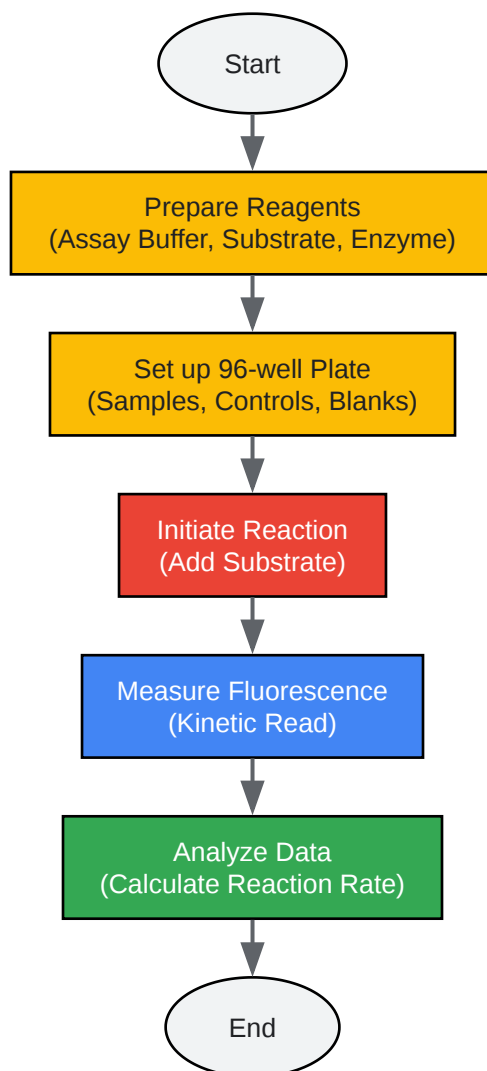 Start
Prepare Reagents
(Assay Buffer, Substrate, Enzyme)
Set up 96-well Plate
(Samples, Controls, Blanks)
Initiate Reaction
(Add Substrate)
Measure Fluorescence
(Kinetic Read)
Analyze Data
(Calculate Reaction Rate)
End